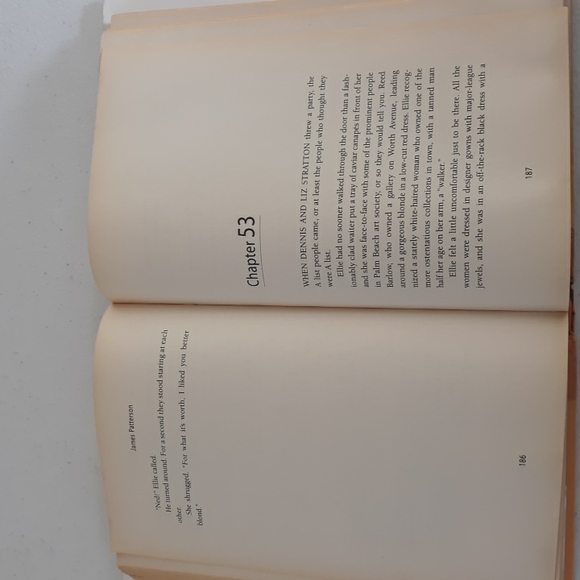 James Patterson
"Ned!" Ellie called.
He turned around. For a second they stood staring at each
other.
She shrugged. "For what it's worth, I liked you better
blond."
186
Chapter 53
WHEN DENNIS AND LIZ STRATTON threw a party, the
A list people came, or at least the people who thought they
were A list.
Ellie had no sooner walked through the door than a fash-
ionably clad waiter put a tray of caviar canapés in front of her
and she was face-to-face with some of the prominent people
in Palm Beach art society, or so they would tell you. Reed
Barlow, who owned a gallery on Worth Avenue, leading
around a gorgeous blonde in a low-cut red dress. Ellie recog-
nized a stately white-haired woman who owned one of the
more ostentatious collections in town, with a tanned man
half her age on her arm, a "walker."
Ellie felt a little uncomfortable just to be there. All the
women were dressed in designer gowns with major-league
jewels, and she was in an off-the-rack black dress with a
187